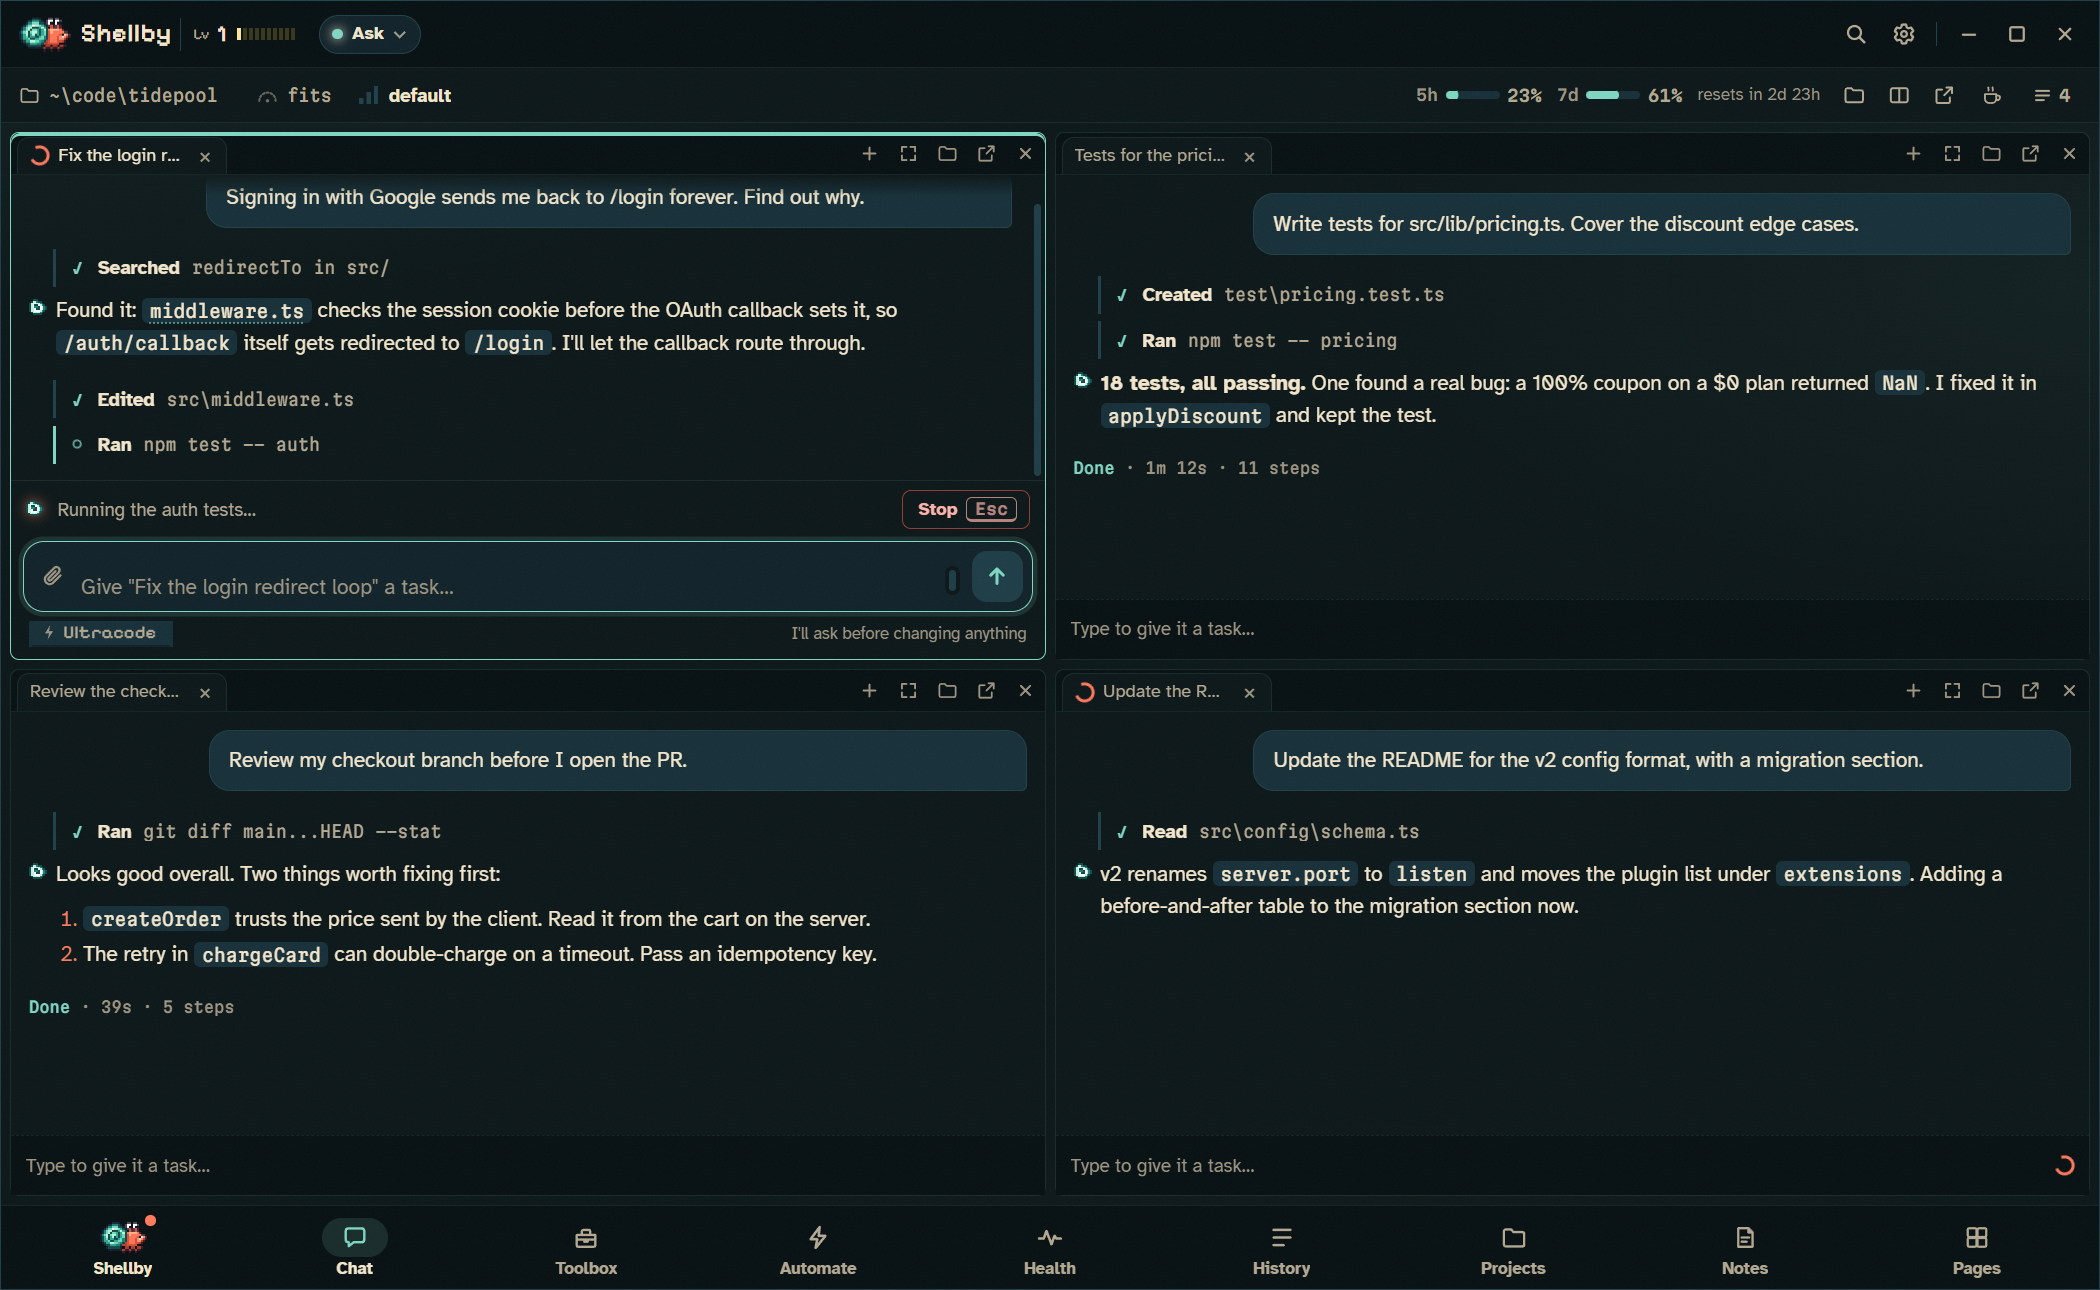 Shellby
Lv 1
Ask
~\code\tidepool
fits
default
5h 23% 7d 61% resets in 2d 23h
4
Fix the login r...
Signing in with Google sends me back to /login forever. Find out why.
✓ Searched redirectTo in src/
Found it: middleware.ts checks the session cookie before the OAuth callback sets it, so
/auth/callback itself gets redirected to /login. I'll let the callback route through.
✓ Edited src\middleware.ts
Ran npm test -- auth
Running the auth tests...
Stop Esc
Give "Fix the login redirect loop" a task...
Ultracode
I'll ask before changing anything
Tests for the prici...
Write tests for src/lib/pricing.ts. Cover the discount edge cases.
✓ Created test\pricing.test.ts
✓ Ran npm test -- pricing
18 tests, all passing. One found a real bug: a 100% coupon on a $0 plan returned NaN. I fixed it in
applyDiscount and kept the test.
Done · 1m 12s · 11 steps
Type to give it a task...
Review the check...
Review my checkout branch before I open the PR.
✓ Ran git diff main...HEAD --stat
Looks good overall. Two things worth fixing first:
1. createOrder trusts the price sent by the client. Read it from the cart on the server.
2. The retry in chargeCard can double-charge on a timeout. Pass an idempotency key.
Done · 39s · 5 steps
Type to give it a task...
Update the R...
Update the README for the v2 config format, with a migration section.
✓ Read src\config\schema.ts
v2 renames server.port to listen and moves the plugin list under extensions. Adding a
before-and-after table to the migration section now.
Type to give it a task...
Shellby
Chat
Toolbox
Automate
Health
History
Projects
Notes
Pages